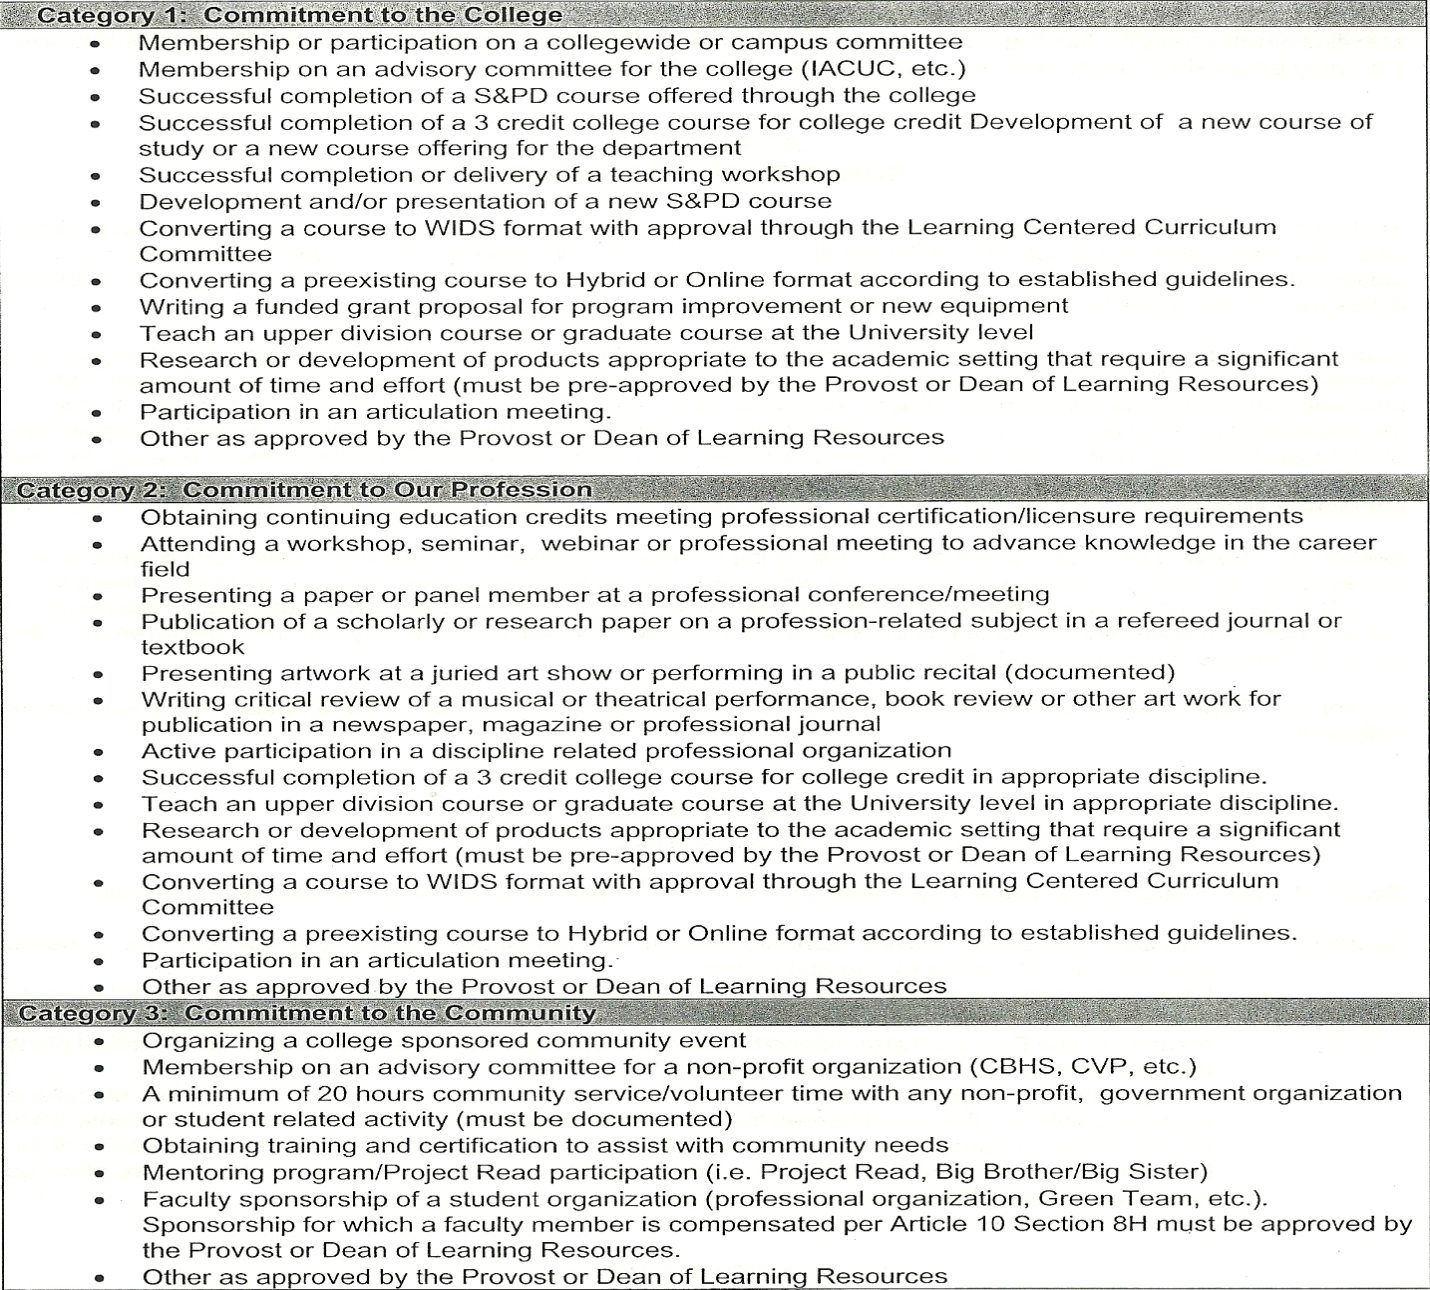 Category 1:  Commitment to the College
• Membership or participation on a collegewide or campus committee
• Membership on an advisory committee for the college (IACUC, etc.)
• Successful completion of a S&PD course offered through the college
• Successful completion of a 3 credit college course for college credit Development of  a new course of
study or a new course offering for the department
• Successful completion or delivery of a teaching workshop
• Development and/or presentation of a new S&PD course
• Converting a course to WIDS format with approval through the Learning Centered Curriculum
Committee
• Converting a preexisting course to Hybrid or Online format according to established guidelines.
• Writing a funded grant proposal for program improvement or new equipment
• Teach an upper division course or graduate course at the University level
• Research or development of products appropriate to the academic setting that require a significant
amount of time and effort (must be pre-approved by the Provost or Dean of Learning Resources)
• Participation in an articulation meeting.
• Other as approved by the Provost or Dean of Learning Resources
Category 2:  Commitment to Our Profession
• Obtaining continuing education credits meeting professional certification/licensure requirements
• Attending a workshop, seminar,  webinar or professional meeting to advance knowledge in the career
field
• Presenting a paper or panel member at a professional conference/meeting
• Publication of a scholarly or research paper on a profession-related subject in a refereed journal or
textbook
• Presenting artwork at a juried art show or performing in a public recital (documented)
• Writing critical review of a musical or theatrical performance, book review or other art work for
publication in a newspaper, magazine or professional journal
• Active participation in a discipline related professional organization
• Successful completion of a 3 credit college course for college credit in appropriate discipline.
• Teach an upper division course or graduate course at the University level in appropriate discipline.
• Research or development of products appropriate to the academic setting that require a significant
amount of time and effort (must be pre-approved by the Provost or Dean of Learning Resources)
• Converting a course to WIDS format with approval through the Learning Centered Curriculum
Committee
• Converting a preexisting course to Hybrid or Online format according to established guidelines.
• Participation in an articulation meeting.
• Other as approved by the Provost or Dean of Learning Resources
Category 3:  Commitment to the Community
• Organizing a college sponsored community event
• Membership on an advisory committee for a non-profit organization (CBHS, CVP, etc.)
• A minimum of 20 hours community service/volunteer time with any non-profit,  government organization
or student related activity (must be documented)
• Obtaining training and certification to assist with community needs
• Mentoring program/Project Read participation (i.e. Project Read, Big Brother/Big Sister)
• Faculty sponsorship of a student organization (professional organization, Green Team, etc.).
Sponsorship for which a faculty member is compensated per Article 10 Section 8H must be approved by
the Provost or Dean of Learning Resources.
• Other as approved by the Provost or Dean of Learning Resources